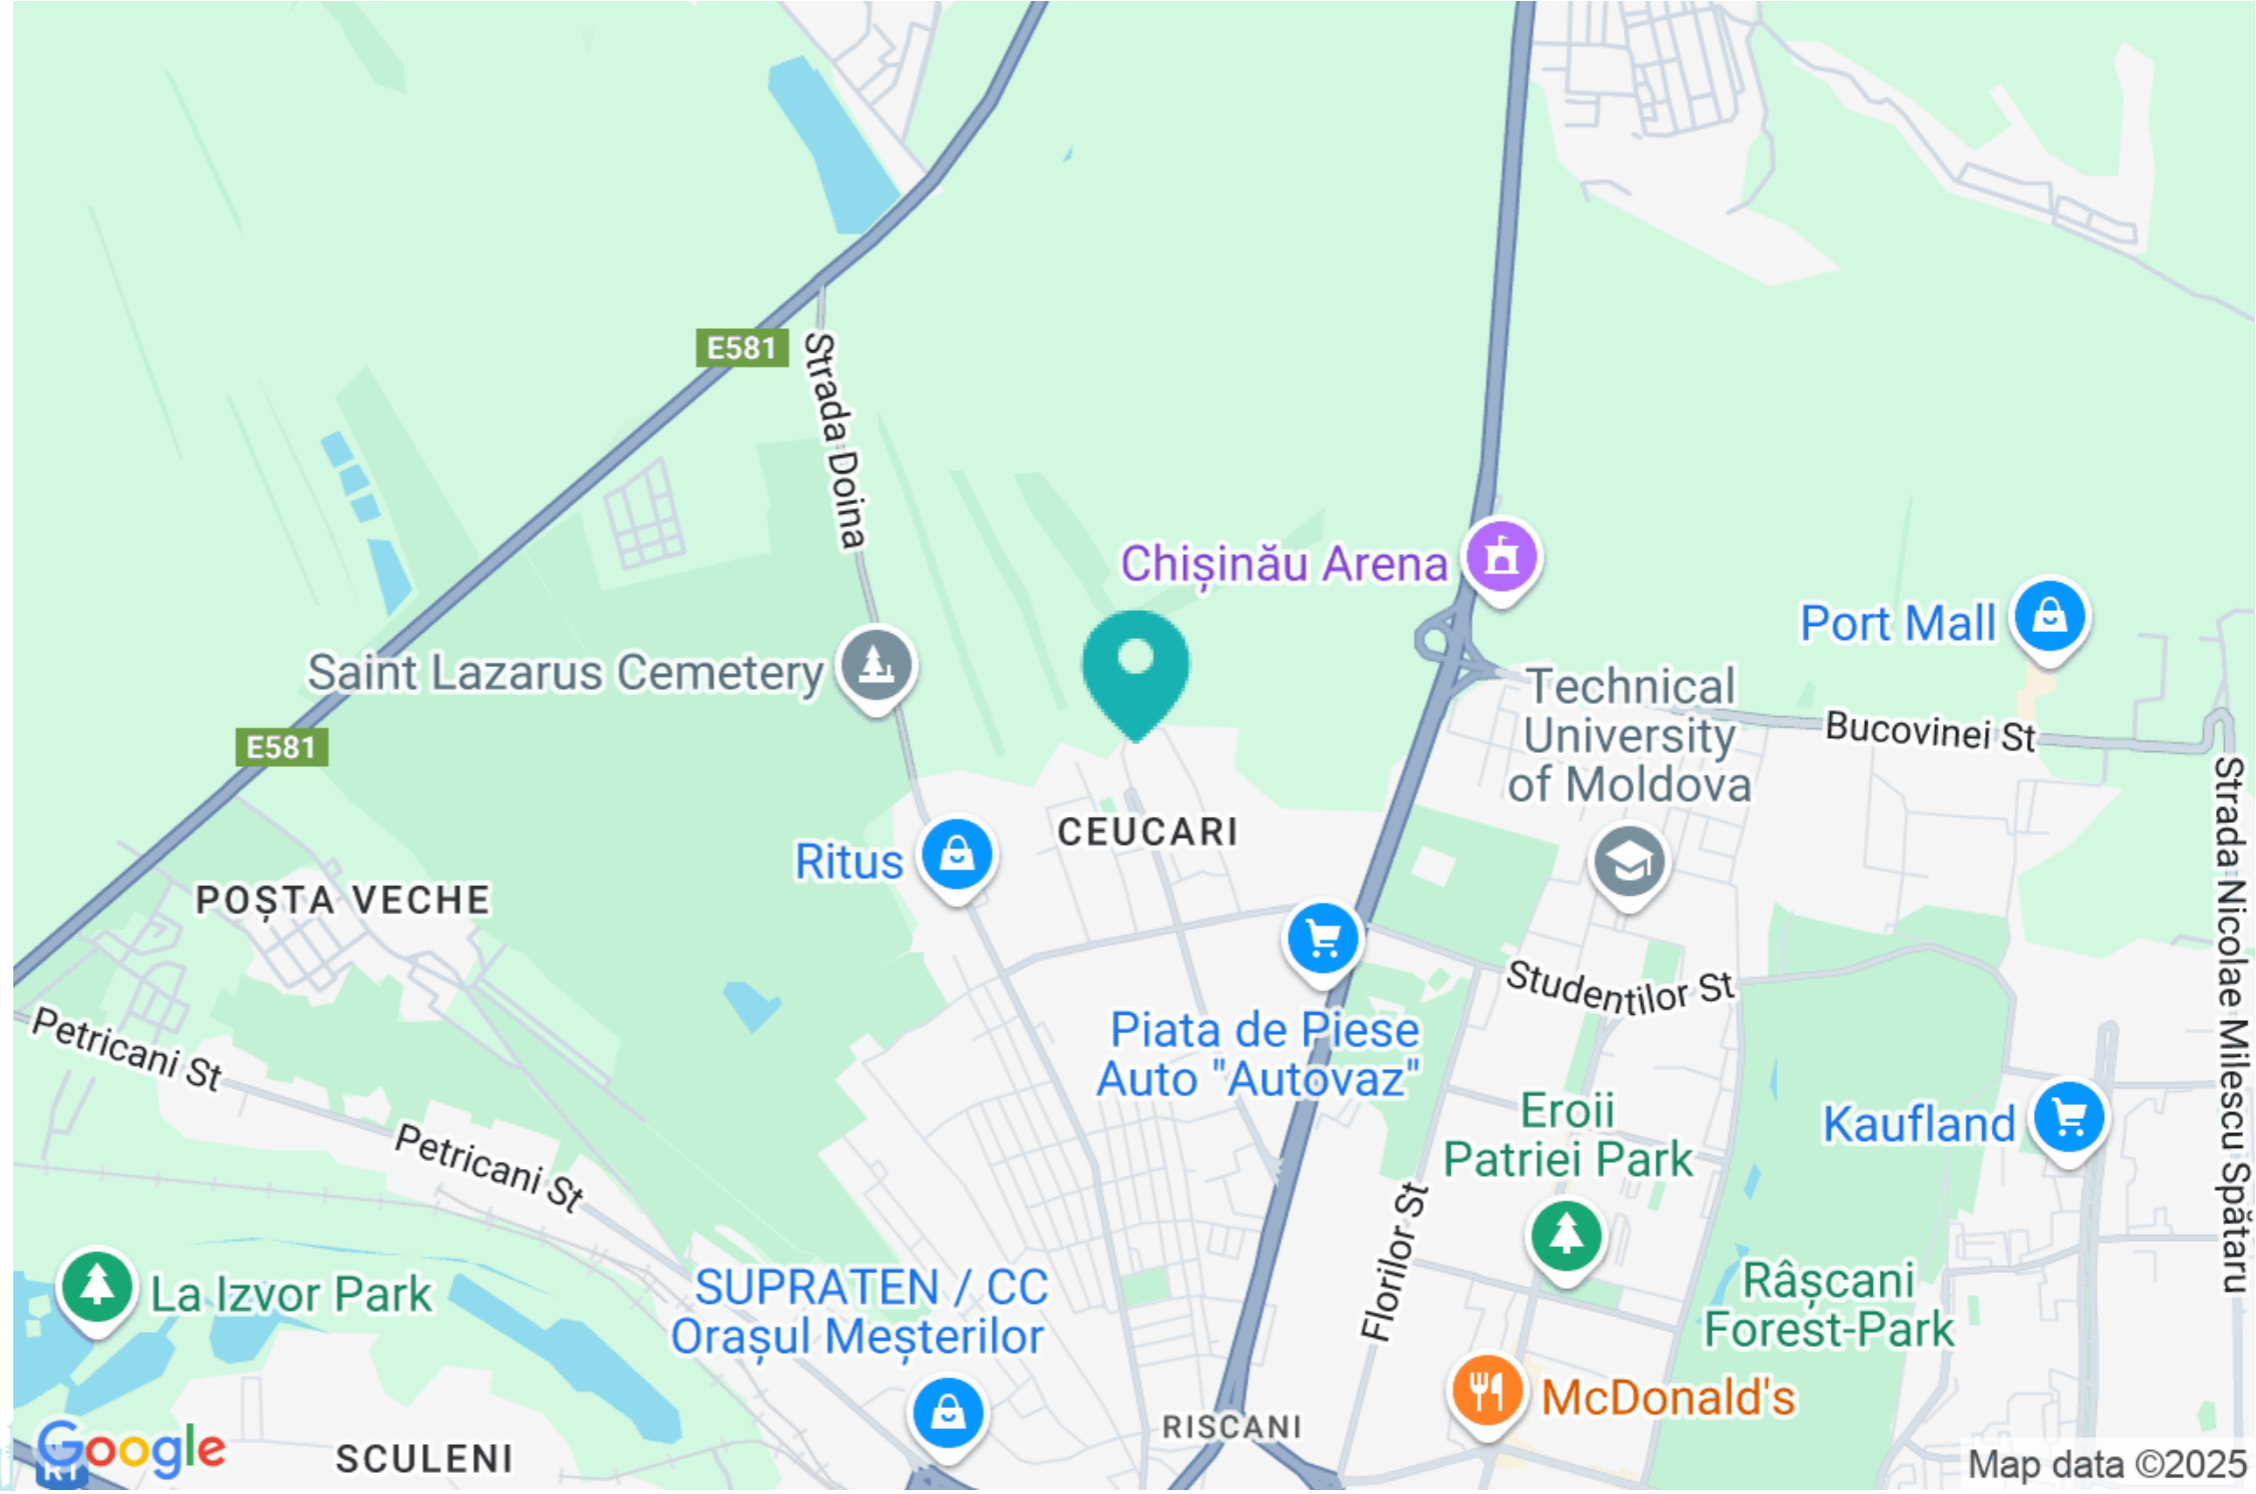 E581
Strada Doina
Chișinău Arena
Port Mall
Saint Lazarus Cemetery
Technical
University
of Moldova
Bucovinei St
E581
Strada Nicolae Milescu Spătaru
CEUCARI
Ritus
POȘTA VECHE
Studentilor St
Petricani St
Piata de Piese
Auto "Autovaz"
Eroii
Patriei Park
Kaufland
Petricani St
Florilor St
La Izvor Park
SUPRATEN / CC
Orașul Meșterilor
Râșcani
Forest-Park
McDonald's
RISCANI
Google
R1
SCULENI
Map data ©2025